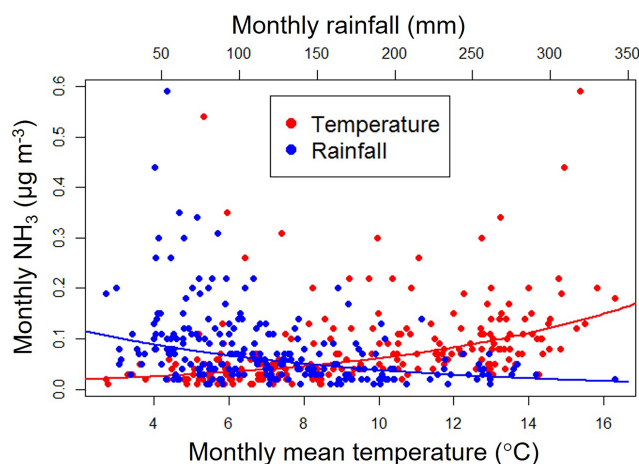 Monthly rainfall (mm)
50 100 150 200 250 300 350
Temperature
Rainfall
Monthly NH₃ (µg m⁻³)
0.6
0.5
0.4
0.3
0.2
0.1
0.0
4 6 8 10 12 14 16
Monthly mean temperature (°C)